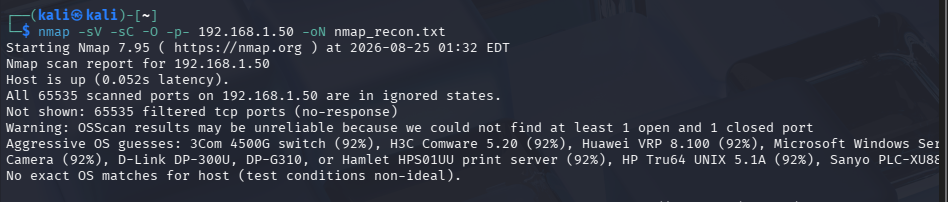 ┌──(kali㉿kali)-[~]
└─$ nmap -sV -sC -O -p- 192.168.1.50 -oN nmap_recon.txt
Starting Nmap 7.95 ( https://nmap.org ) at 2026-08-25 01:32 EDT
Nmap scan report for 192.168.1.50
Host is up (0.052s latency).
All 65535 scanned ports on 192.168.1.50 are in ignored states.
Not shown: 65535 filtered tcp ports (no-response)
Warning: OSScan results may be unreliable because we could not find at least 1 open and 1 closed port
Aggressive OS guesses: 3Com 4500G switch (92%), H3C Comware 5.20 (92%), Huawei VRP 8.100 (92%), Microsoft Windows Ser
Camera (92%), D-Link DP-300U, DP-G310, or Hamlet HPS01UU print server (92%), HP Tru64 UNIX 5.1A (92%), Sanyo PLC-XU88
No exact OS matches for host (test conditions non-ideal).